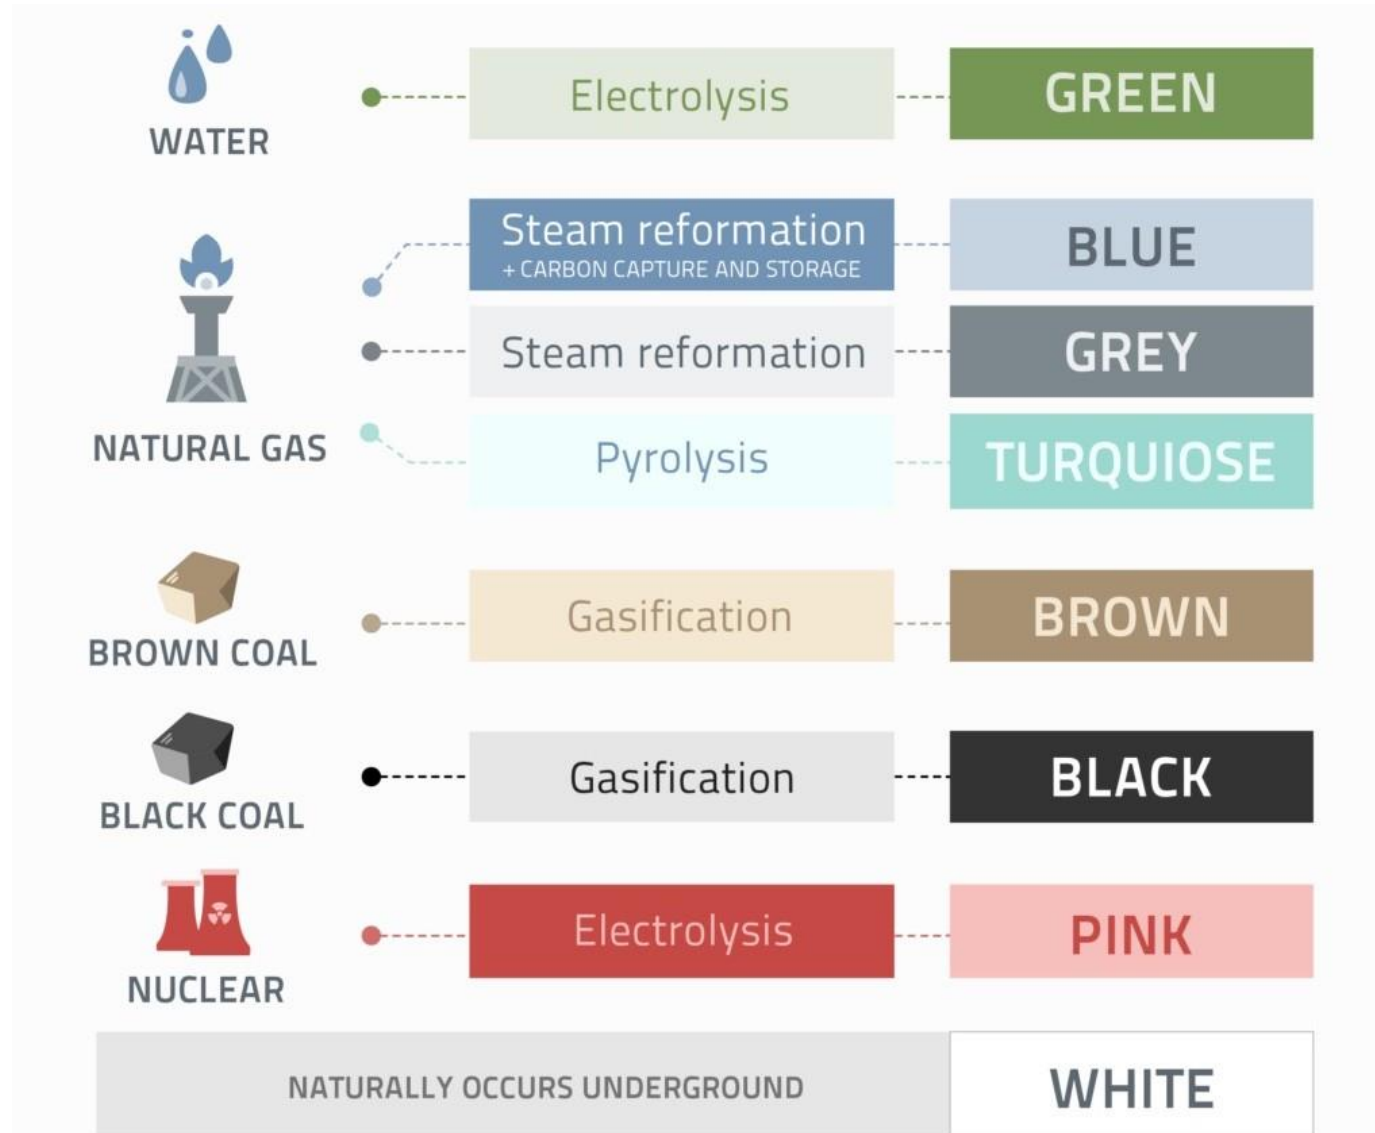 WATER
Electrolysis
GREEN
NATURAL GAS
Steam reformation
+ CARBON CAPTURE AND STORAGE
BLUE
Steam reformation
GREY
Pyrolysis
TURQUIOSE
BROWN COAL
Gasification
BROWN
BLACK COAL
Gasification
BLACK
NUCLEAR
Electrolysis
PINK
NATURALLY OCCURS UNDERGROUND
WHITE